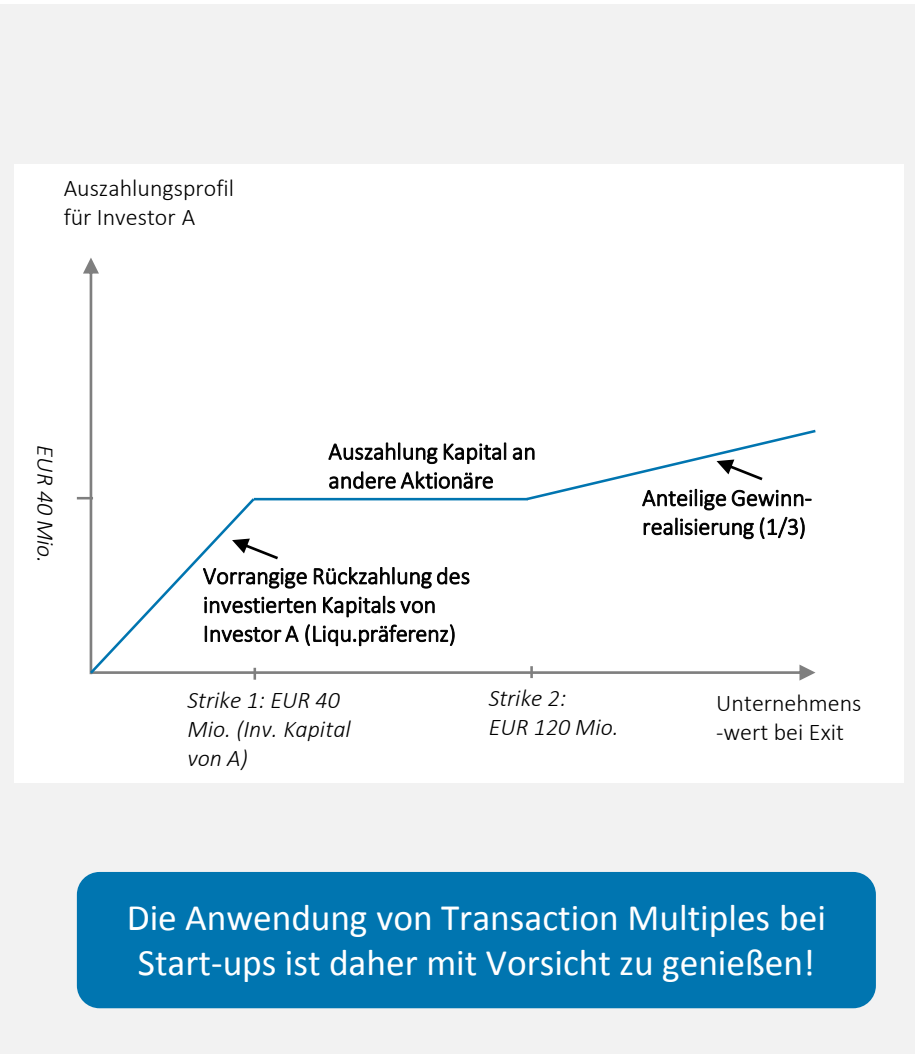 Auszahlungsprofil
für Investor A
EUR 40 Mio.
Auszahlung Kapital an
andere Aktionäre
Anteilige Gewinn-
realisierung (1/3)
Vorrangige Rückzahlung des
investierten Kapitals von
Investor A (Liqu.präferenz)
Strike 1: EUR 40
Mio. (Inv. Kapital
von A)
Strike 2:
EUR 120 Mio.
Unternehmens
-wert bei Exit
Die Anwendung von Transaction Multiples bei
Start-ups ist daher mit Vorsicht zu genießen!